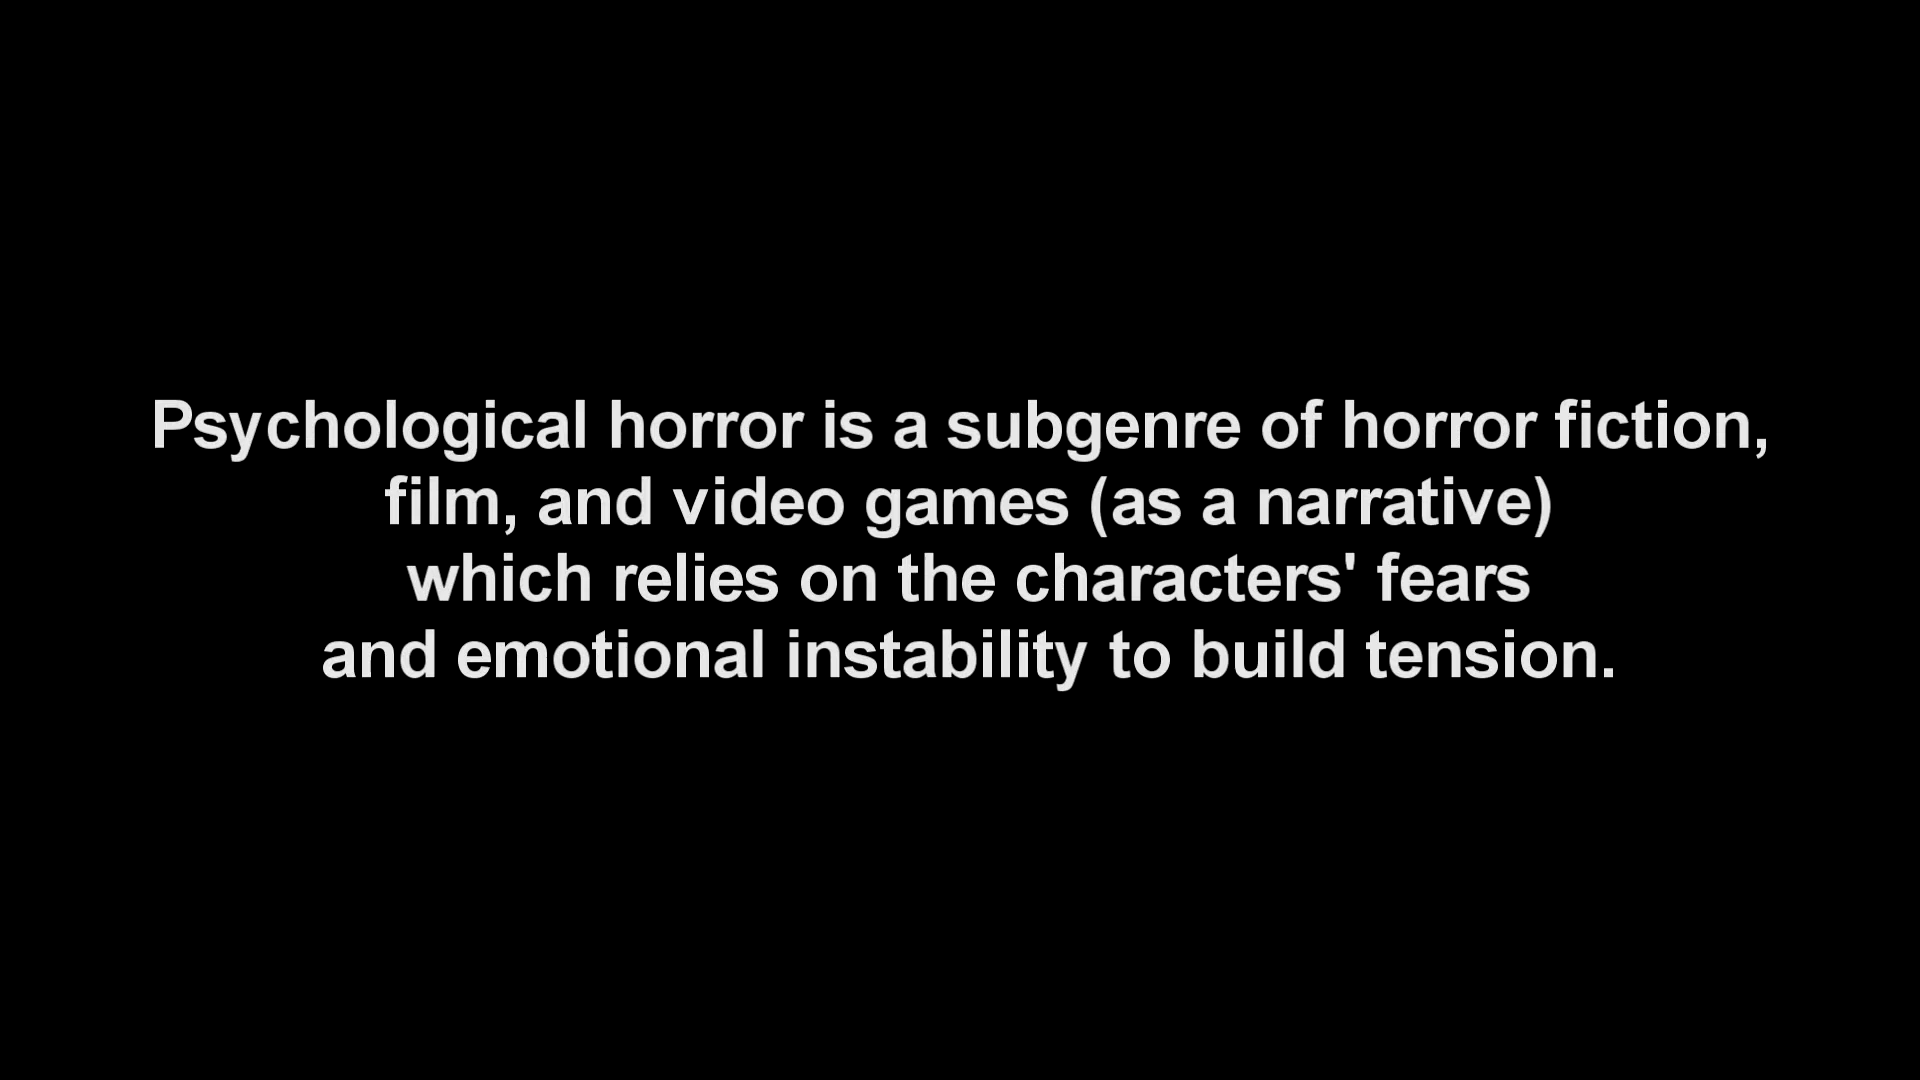 Psychological horror is a subgenre of horror fiction,
film, and video games (as a narrative)
which relies on the characters' fears
and emotional instability to build tension.